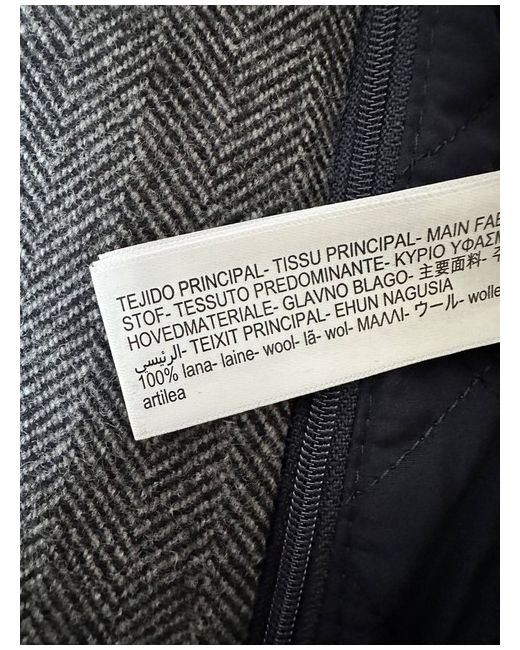 TEJIDO PRINCIPAL- TISSU PRINCIPAL- MAIN FAB
STOF- TESSUTO PREDOMINANTE- ΚΥΡΙΟ ΥΦΑΣΜ
HOVEDMATERIALE- GLAVNO BLAGO- 主要面料- 주
الرئيسي- TEIXIT PRINCIPAL- EHUN NAGUSIA
100% lana- laine- wool- lã- wol- ΜΑΛΛΙ- ウール- wolle
artilea